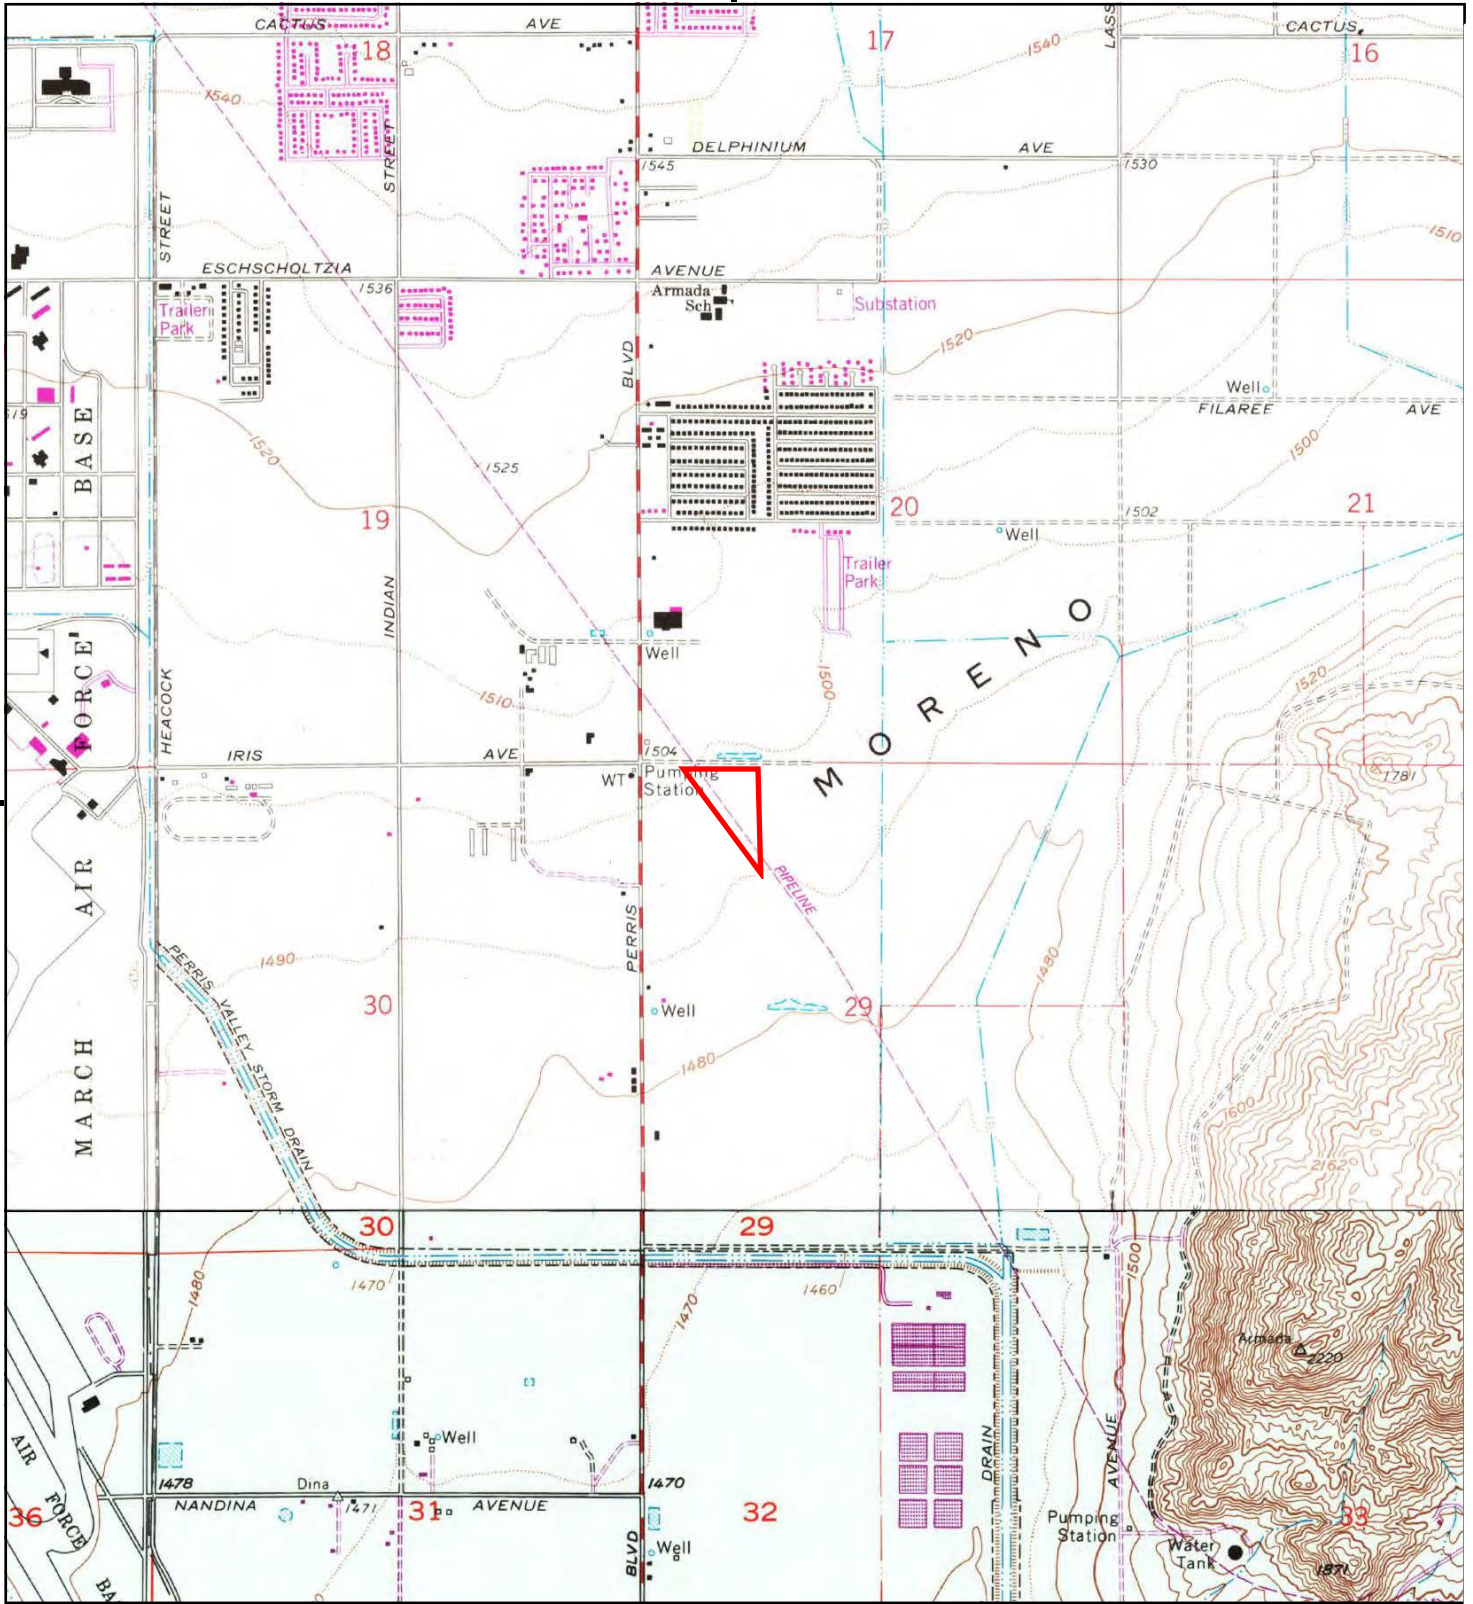 CACTUS AVE
LASS
CACTUS
18
17
16
1540
1540
STREET
DELPHINIUM AVE
1545
1530
STREET
1510
ESCHSCHOLTZIA
AVENUE
1536
Armada
Sch
Substation
Trailer
Park
BLVD
1520
Well
FILAREE AVE
519
BASE
1520
1525
1500
19
20
21
1502
Well
INDIAN
Trailer
Park
MORENO
Well
FORCE
HEACOCK
1510
1500
1520
IRIS AVE
1504
WT
Pumping
Station
1781
AIR
PIPELINE
PERRIS
1490
1480
PERRIS VALLEY STORM DRAIN
30
Well
29
1480
MARCH
1600
2162
30
29
1480
1470
1470
1460
1500
Armada
2220
1700
Well
AIR FORCE BA
DRAIN
AVENUE
1478
Dina
1470
NANDINA
1471
AVENUE
36
31
32
33
BLVD
Well
Pumping
Station
Water
Tank
1871